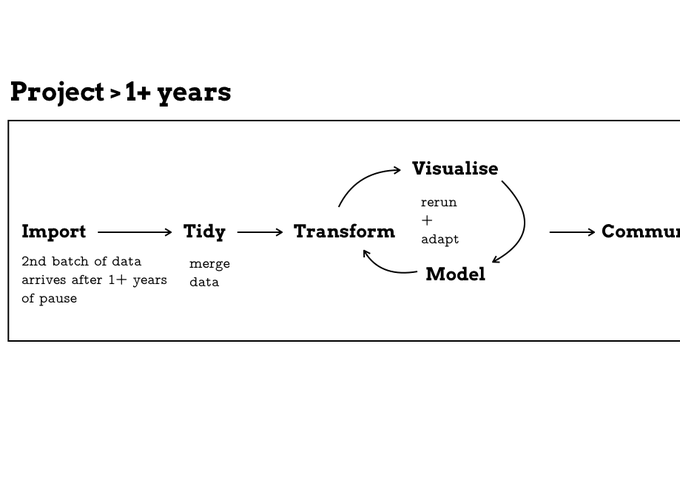 Project > 1+ years
Visualise
rerun
+
adapt
Import
Tidy
Transform
Commun
2nd batch of data
arrives after 1+ years
of pause
merge
data
Model